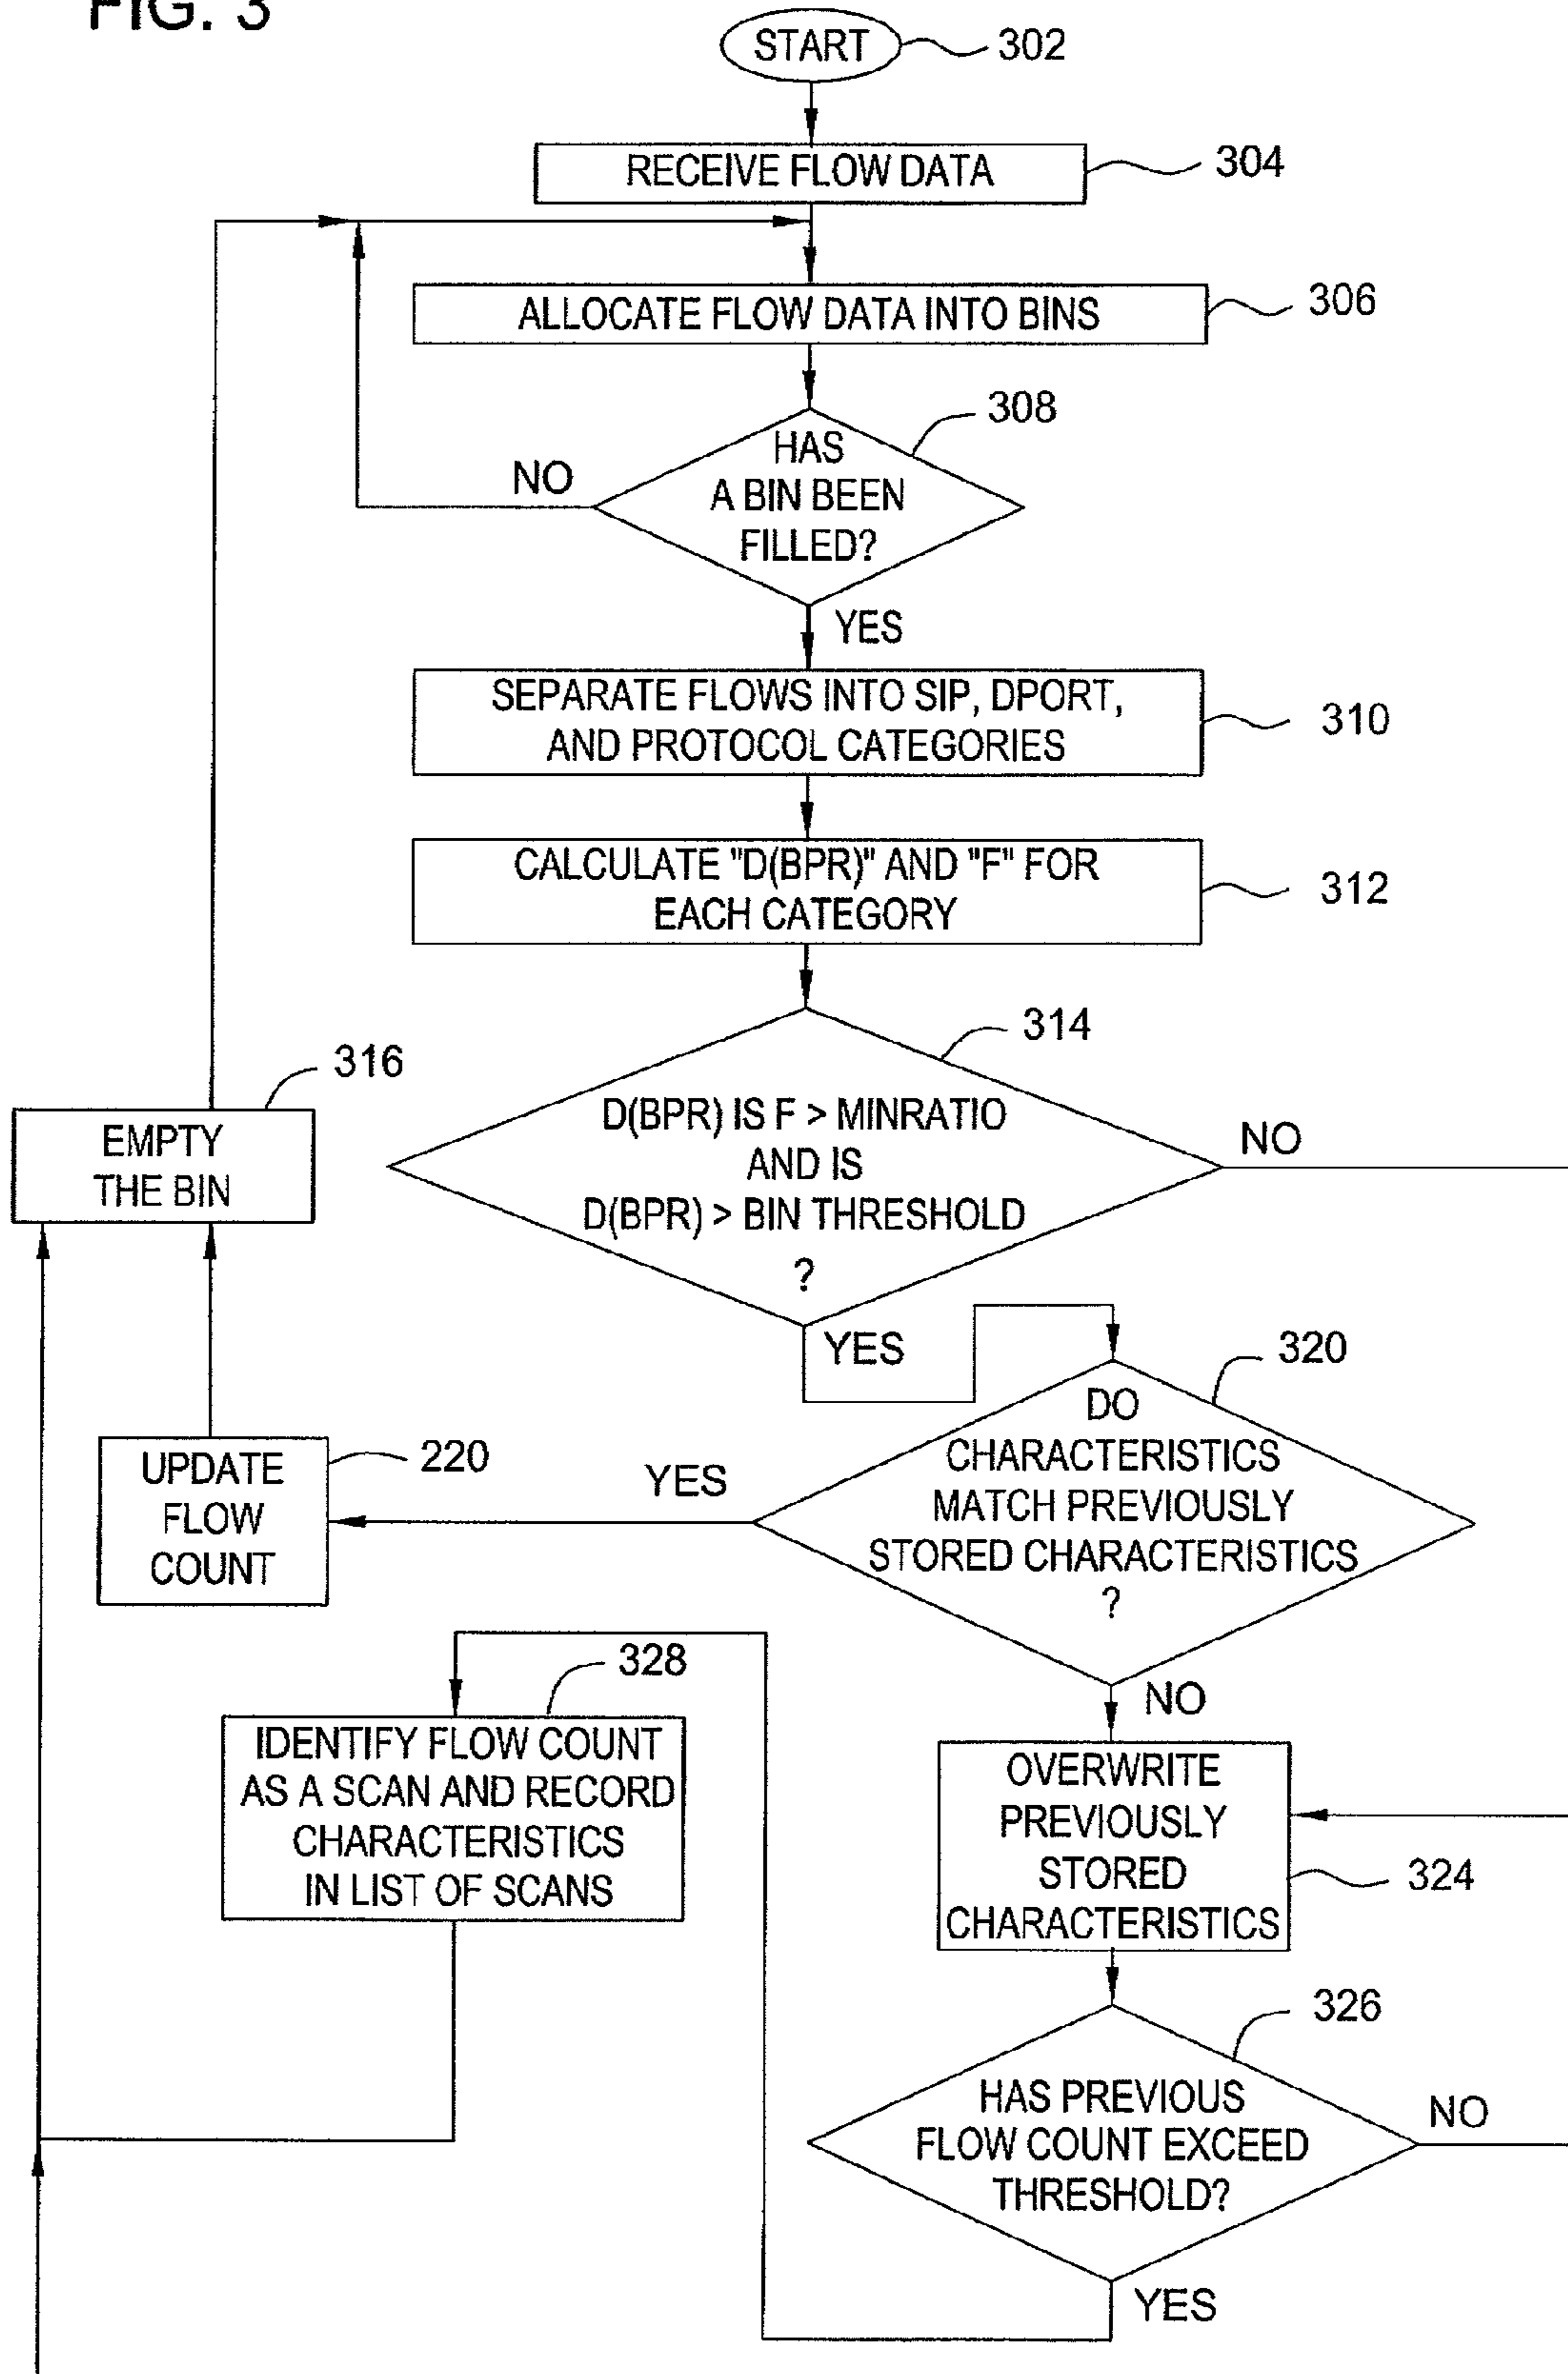 FIG. 3
START
302
RECEIVE FLOW DATA
304
ALLOCATE FLOW DATA INTO BINS
306
308
HAS
A BIN BEEN
FILLED?
NO
YES
SEPARATE FLOWS INTO SIP, DPORT,
AND PROTOCOL CATEGORIES
310
CALCULATE "D(BPR)" AND "F" FOR
EACH CATEGORY
312
314
D(BPR) IS F > MINRATIO
AND IS
D(BPR) > BIN THRESHOLD
?
NO
YES
316
EMPTY
THE BIN
320
DO
CHARACTERISTICS
MATCH PREVIOUSLY
STORED CHARACTERISTICS
?
YES
NO
UPDATE
FLOW
COUNT
220
328
IDENTIFY FLOW COUNT
AS A SCAN AND RECORD
CHARACTERISTICS
IN LIST OF SCANS
OVERWRITE
PREVIOUSLY
STORED
CHARACTERISTICS
324
326
HAS PREVIOUS
FLOW COUNT EXCEED
THRESHOLD?
NO
YES